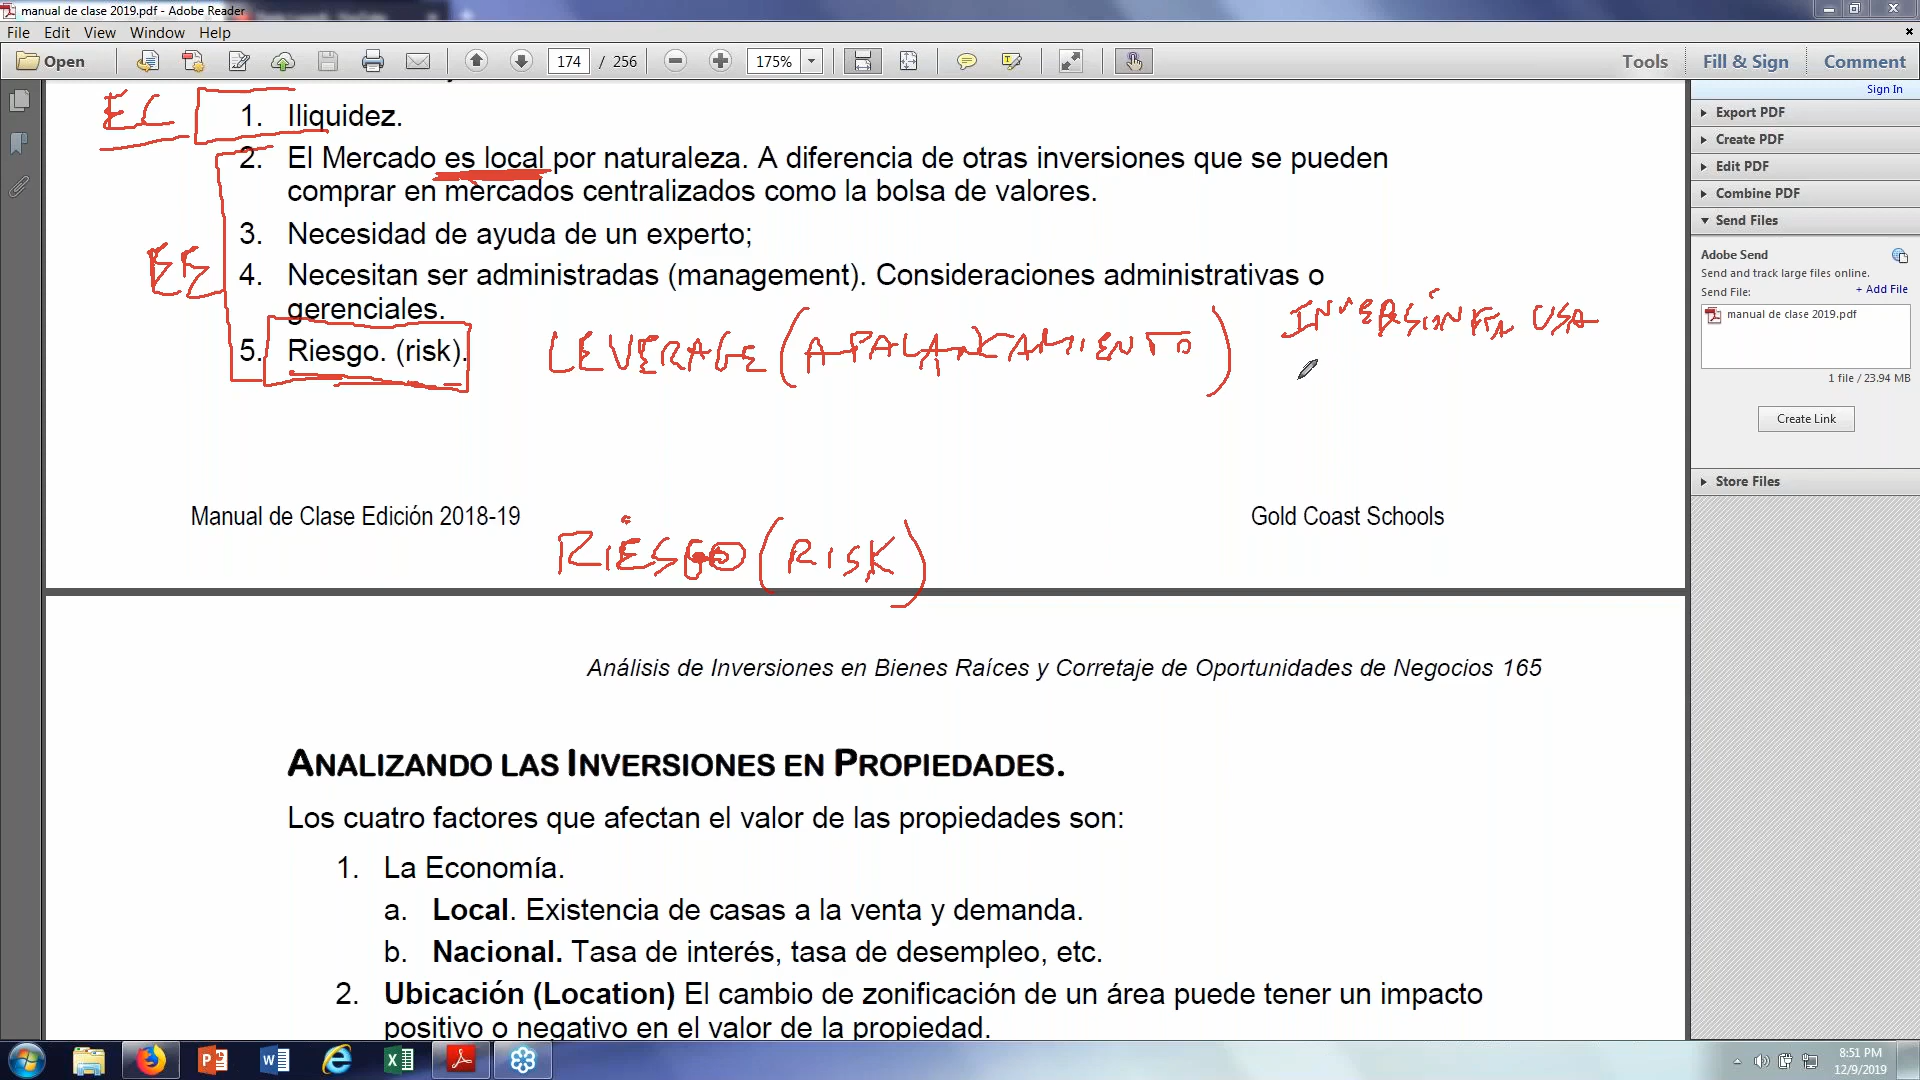 manual de clase 2019.pdf - Adobe Reader
File Edit View Window Help
Open 174 / 256 175% Tools Fill & Sign Comment
Sign In
EC 1. Iliquidez.
2. El Mercado es local por naturaleza. A diferencia de otras inversiones que se pueden
comprar en mercados centralizados como la bolsa de valores.
3. Necesidad de ayuda de un experto;
EE
4. Necesitan ser administradas (management). Consideraciones administrativas o
gerenciales.
5. Riesgo. (risk).
LEVERAGE (APALANCAMIENTO)
INVERSIÓN EN USA
Manual de Clase Edición 2018-19 Gold Coast Schools
RIESGO (RISK)
Análisis de Inversiones en Bienes Raíces y Corretaje de Oportunidades de Negocios 165
ANALIZANDO LAS INVERSIONES EN PROPIEDADES.
Los cuatro factores que afectan el valor de las propiedades son:
1. La Economía.
a. Local. Existencia de casas a la venta y demanda.
b. Nacional. Tasa de interés, tasa de desempleo, etc.
2. Ubicación (Location) El cambio de zonificación de un área puede tener un impacto
positivo o negativo en el valor de la propiedad.
Export PDF
Create PDF
Edit PDF
Combine PDF
Send Files
Adobe Send
Send and track large files online.
Send File: + Add File
manual de clase 2019.pdf
1 file / 23.94 MB
Create Link
Store Files
8:51 PM
12/9/2019